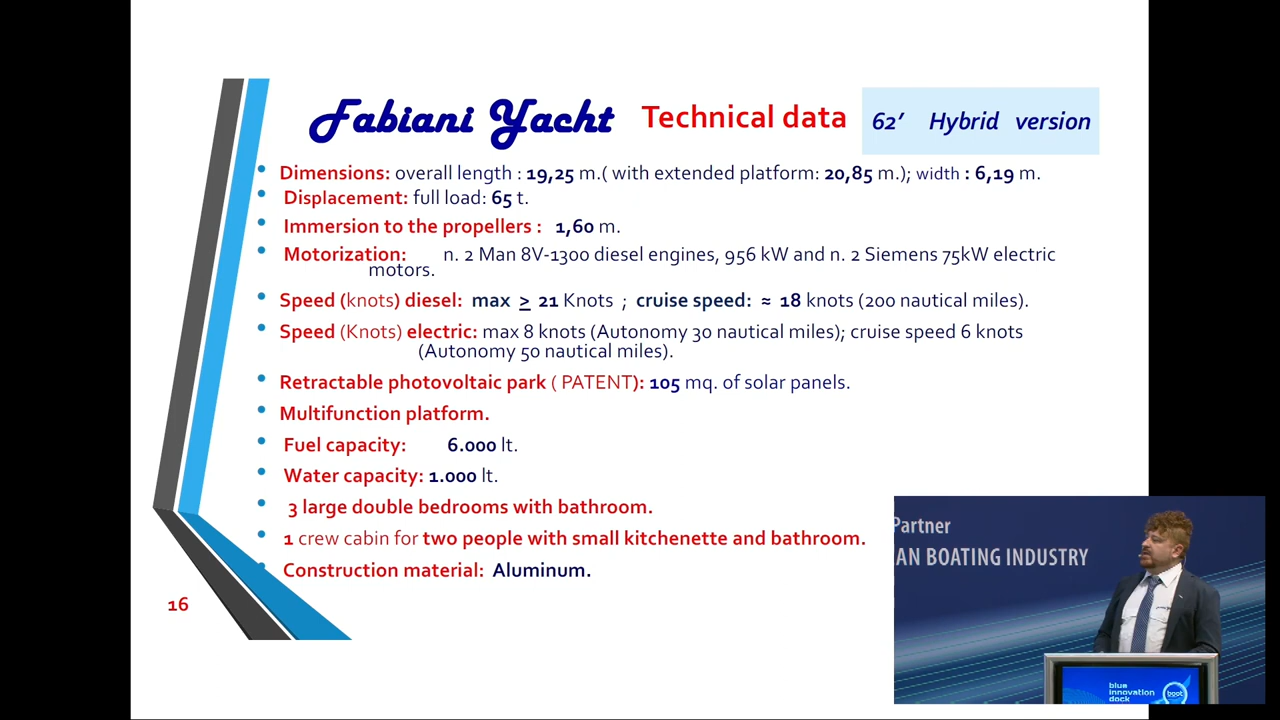 Fabiani Yacht Technical data 62' Hybrid version
• Dimensions: overall length : 19,25 m.( with extended platform: 20,85 m.); width : 6,19 m.
• Displacement: full load: 65 t.
• Immersion to the propellers : 1,60 m.
• Motorization: n. 2 Man 8V-1300 diesel engines, 956 kW and n. 2 Siemens 75kW electric
motors.
• Speed (knots) diesel: max ≥ 21 Knots ; cruise speed: ≈ 18 knots (200 nautical miles).
• Speed (Knots) electric: max 8 knots (Autonomy 30 nautical miles); cruise speed 6 knots
(Autonomy 50 nautical miles).
• Retractable photovoltaic park ( PATENT): 105 mq. of solar panels.
• Multifunction platform.
• Fuel capacity: 6.000 lt.
• Water capacity: 1.000 lt.
• 3 large double bedrooms with bathroom.
• 1 crew cabin for two people with small kitchenette and bathroom.
• Construction material: Aluminum.
16
Partner
AN BOATING INDUSTRY
blue
innovation
dock
boot